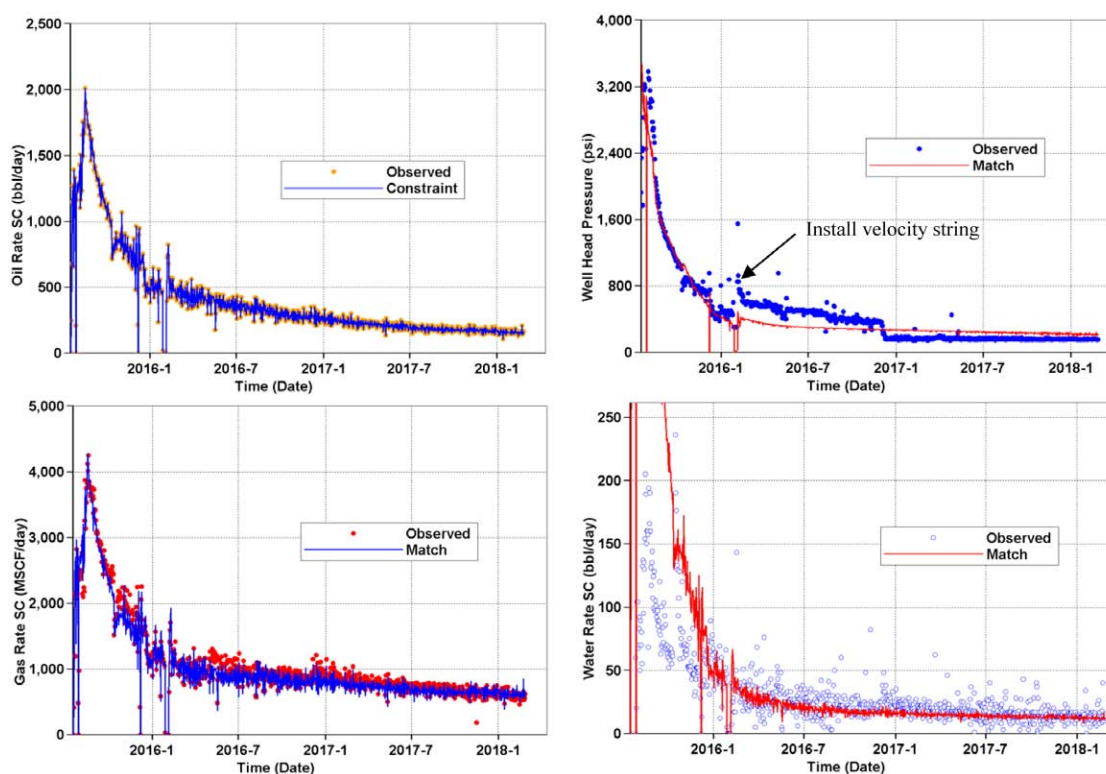 2,500
2,000
1,500
1,000
500
0
Oil Rate SC (bbl/day)
Observed
Constraint
2016-1
2016-7
2017-1
2017-7
2018-1
Time (Date)
4,000
3,200
2,400
1,600
800
0
Well Head Pressure (psi)
Observed
Match
Install velocity string
2016-1
2016-7
2017-1
2017-7
2018-1
Time (Date)
5,000
4,000
3,000
2,000
1,000
0
Gas Rate SC (MSCF/day)
Observed
Match
2016-1
2016-7
2017-1
2017-7
2018-1
Time (Date)
250
200
150
100
50
0
Water Rate SC (bbl/day)
Observed
Match
2016-1
2016-7
2017-1
2017-7
2018-1
Time (Date)